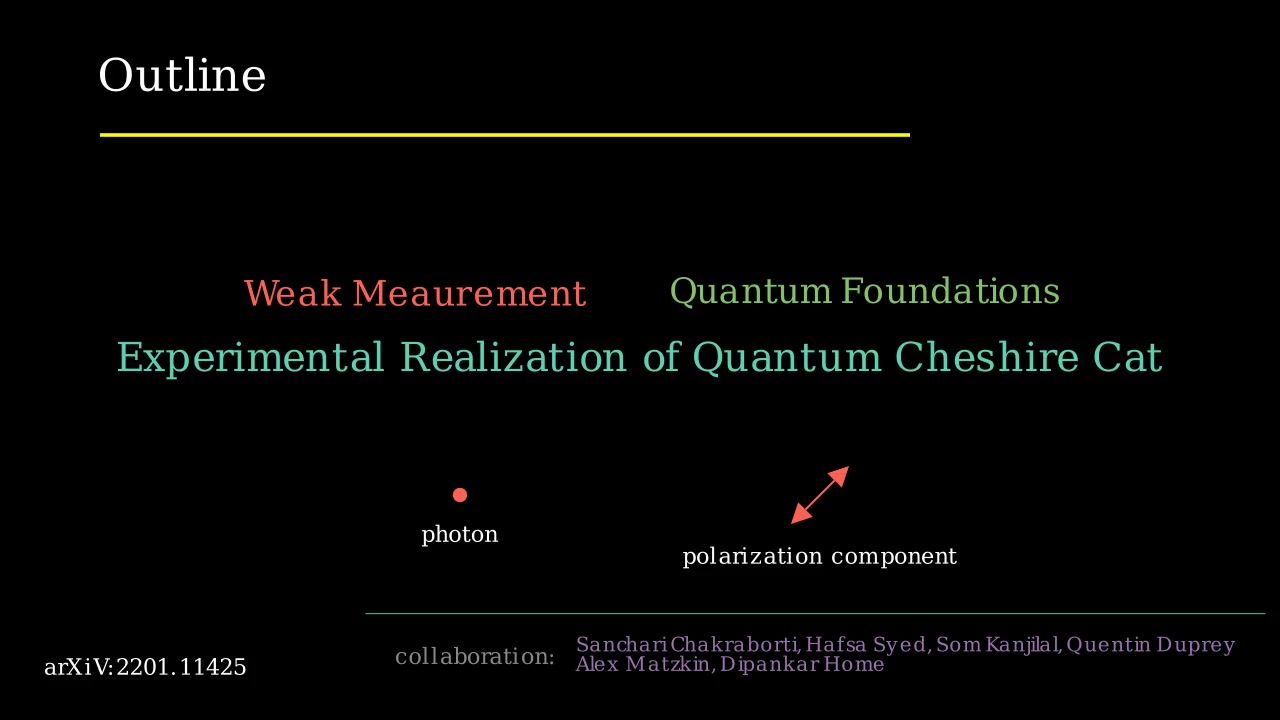 Outline
Weak Meaurement
Quantum Foundations
Experimental Realization of Quantum Cheshire Cat
photon
polarization component
arXiV:2201.11425
collaboration:
Sanchari Chakraborti, Hafsa Syed, Som Kanjilal, Quentin Duprey
Alex Matzkin, Dipankar Home